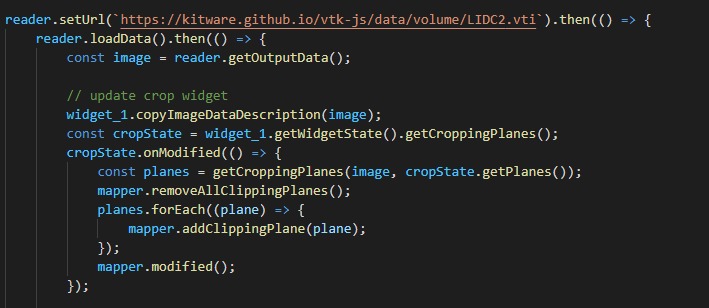 reader.setUrl(`https://kitware.github.io/vtk-js/data/volume/LIDC2.vti`).then(() => {
    reader.loadData().then(() => {
        const image = reader.getOutputData();

        // update crop widget
        widget_1.copyImageDataDescription(image);
        const cropState = widget_1.getWidgetState().getCroppingPlanes();
        cropState.onModified(() => {
            const planes = getCroppingPlanes(image, cropState.getPlanes());
            mapper.removeAllClippingPlanes();
            planes.forEach((plane) => {
                mapper.addClippingPlane(plane);
            });
            mapper.modified();
        });